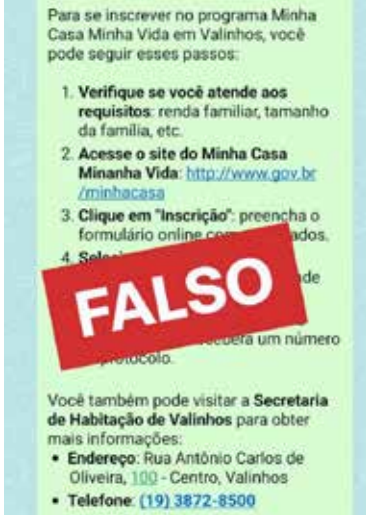 Para se inscrever no programa Minha
Casa Minha Vida em Valinhos, você
pode seguir esses passos:
1. Verifique se você atende aos
requisitos: renda familiar, tamanho
da família, etc.
2. Acesse o site do Minha Casa
Minanha Vida: http://www.gov.br
/minhacasa
3. Clique em "Inscrição": preencha o
formulário online
4.
FALSO
um número
Você também pode visitar a Secretaria
de Habitação de Valinhos para obter
mais informações:
• Endereço: Rua Antônio Carlos de
Oliveira, 100 - Centro, Valinhos
• Telefone: (19) 3872-8500